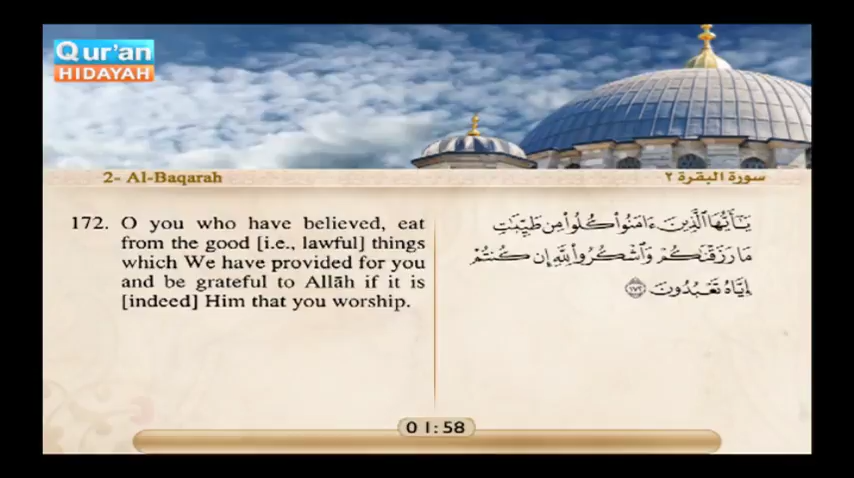 Qur'an
HIDAYAH
2- Al-Baqarah
سورة البقرة ٢
172. O you who have believed, eat
from the good [i.e., lawful] things
which We have provided for you
and be grateful to Allāh if it is
[indeed] Him that you worship.
يَـٰٓأَيُّهَا ٱلَّذِينَ ءَامَنُوا۟ كُلُوا۟ مِن طَيِّبَـٰتِ
مَا رَزَقْنَـٰكُمْ وَٱشْكُرُوا۟ لِلَّهِ إِن كُنتُمْ
إِيَّاهُ تَعْبُدُونَ ١٧٢
01:58